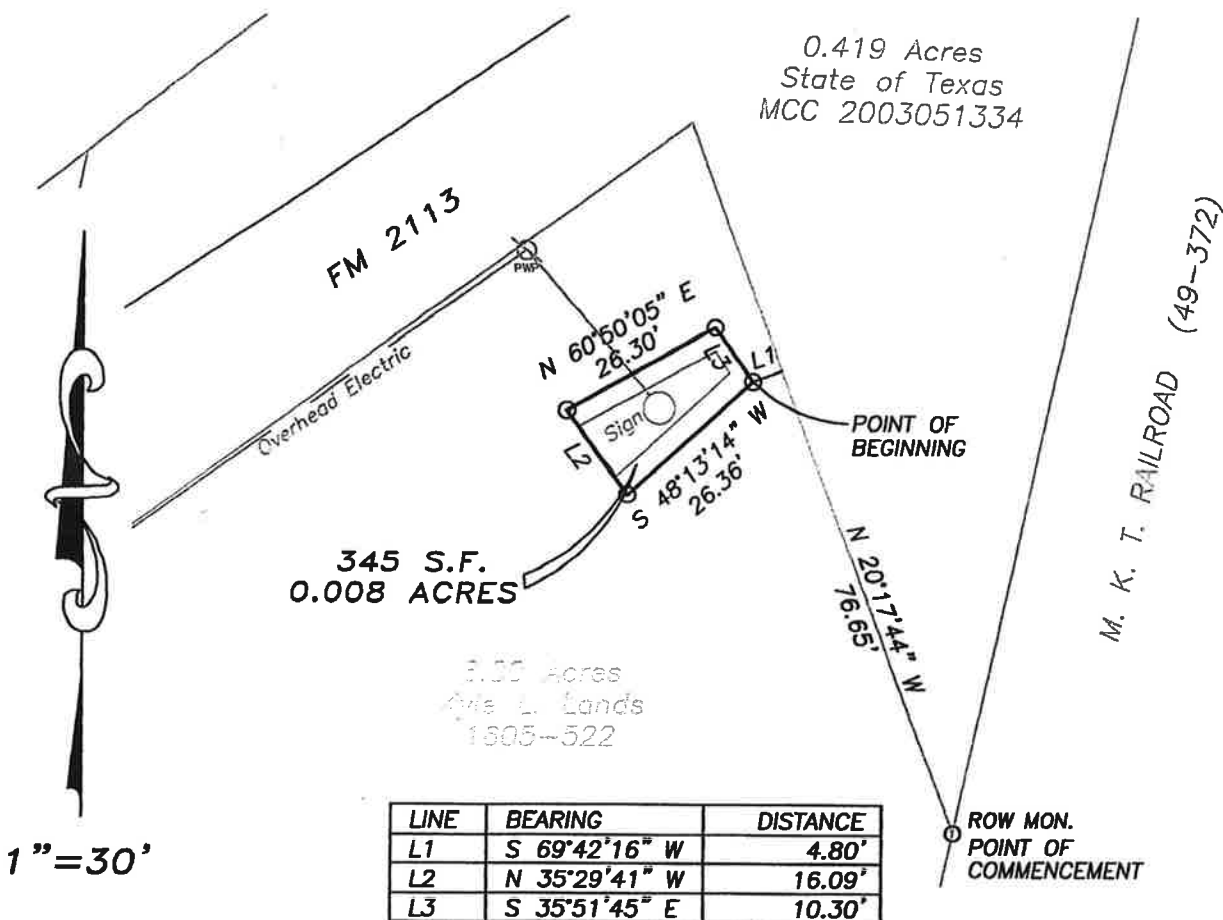 0.419 Acres
State of Texas
MCC 2003051334
FM 2113
PWP
Overhead Electric
N 60°50'05" E
26.30'
L3
L1
Sign
L2
S 48°13'14" W
26.36'
POINT OF
BEGINNING
M. K. T. RAILROAD (49-372)
345 S.F.
0.008 ACRES
N 20°17'44" W
76.65'
Acres
Lands
-522
LINE BEARING DISTANCE
L1 S 69°42'16" W 4.80'
L2 N 35°29'41" W 16.09'
L3 S 35°51'45" E 10.30'
ROW MON.
POINT OF
COMMENCEMENT
1"=30'